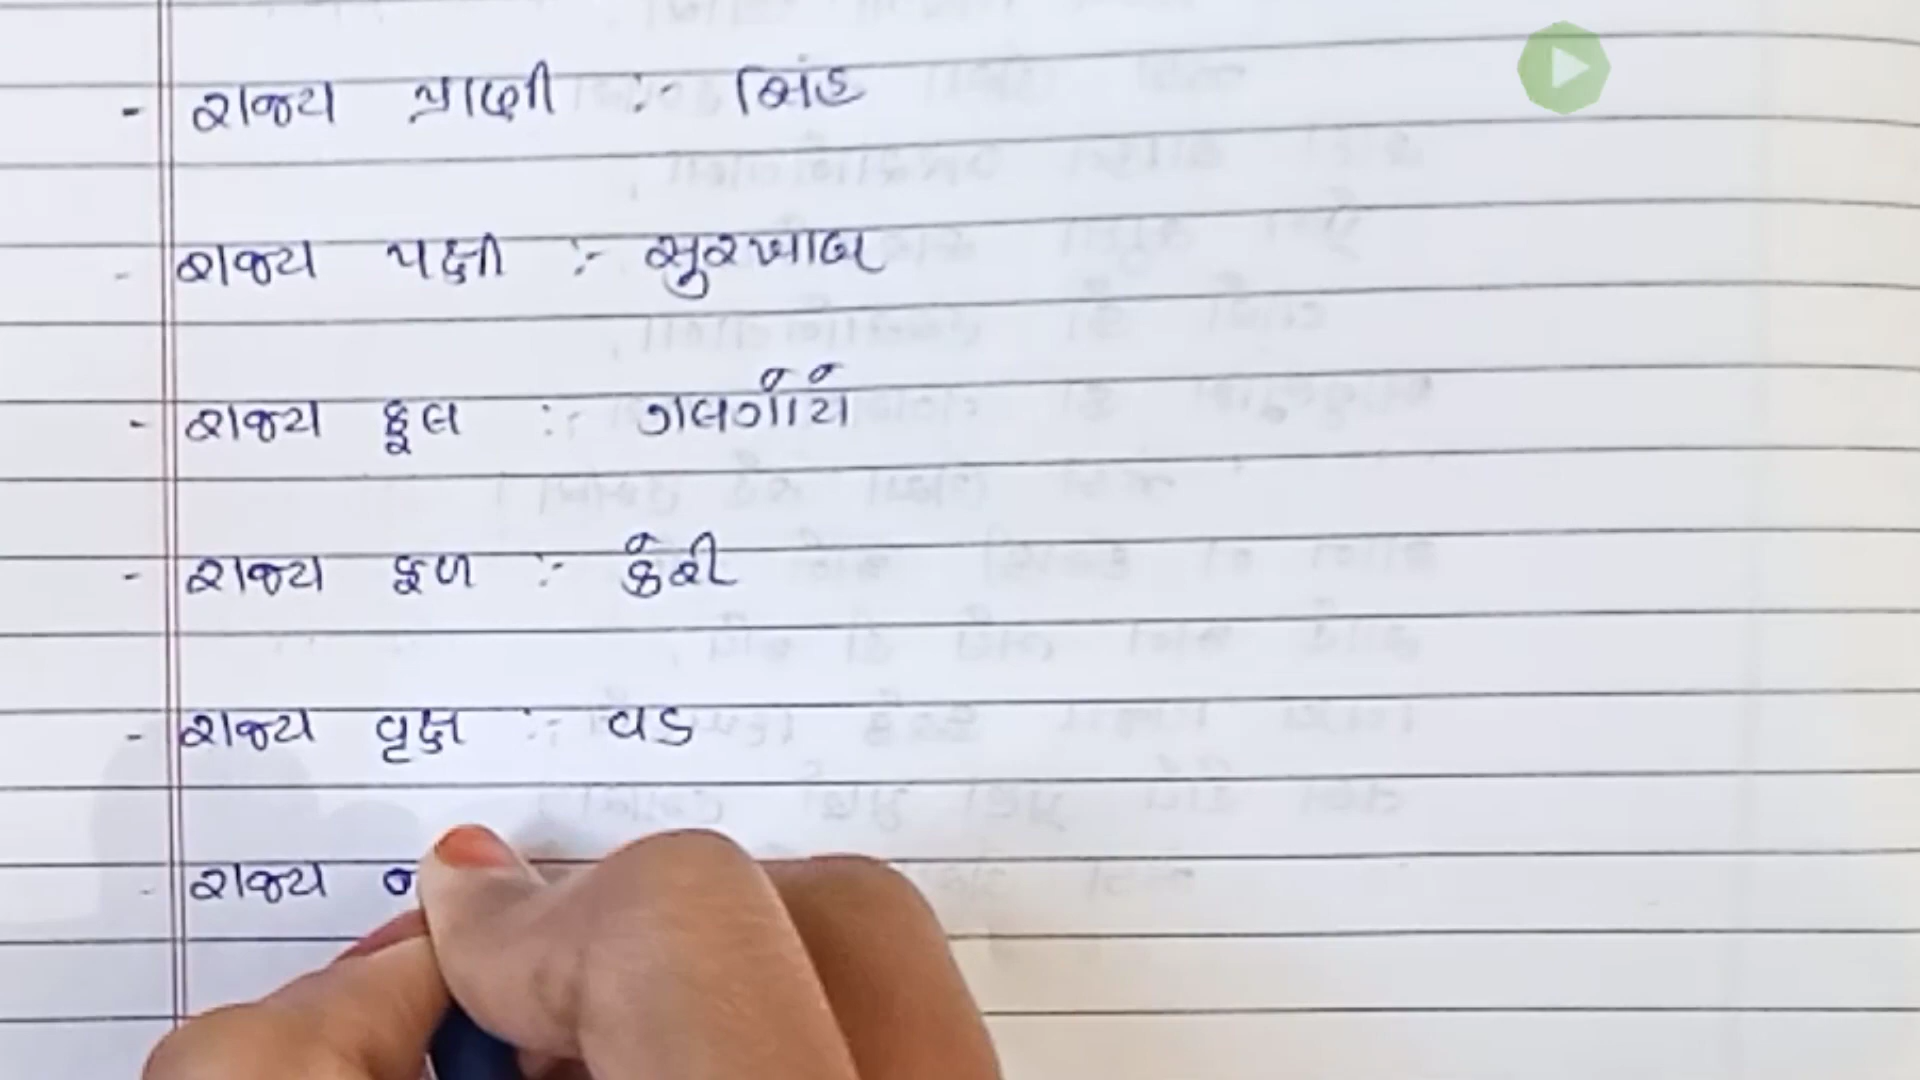 - રાજ્ય પ્રાણી :- સિંહ
- રાજ્ય પક્ષી :- સુરખાબ
- રાજ્ય ફૂલ :- ગલગોટો
- રાજ્ય ફળ :- કેરી
- રાજ્ય વૃક્ષ :- વડ
- રાજ્ય